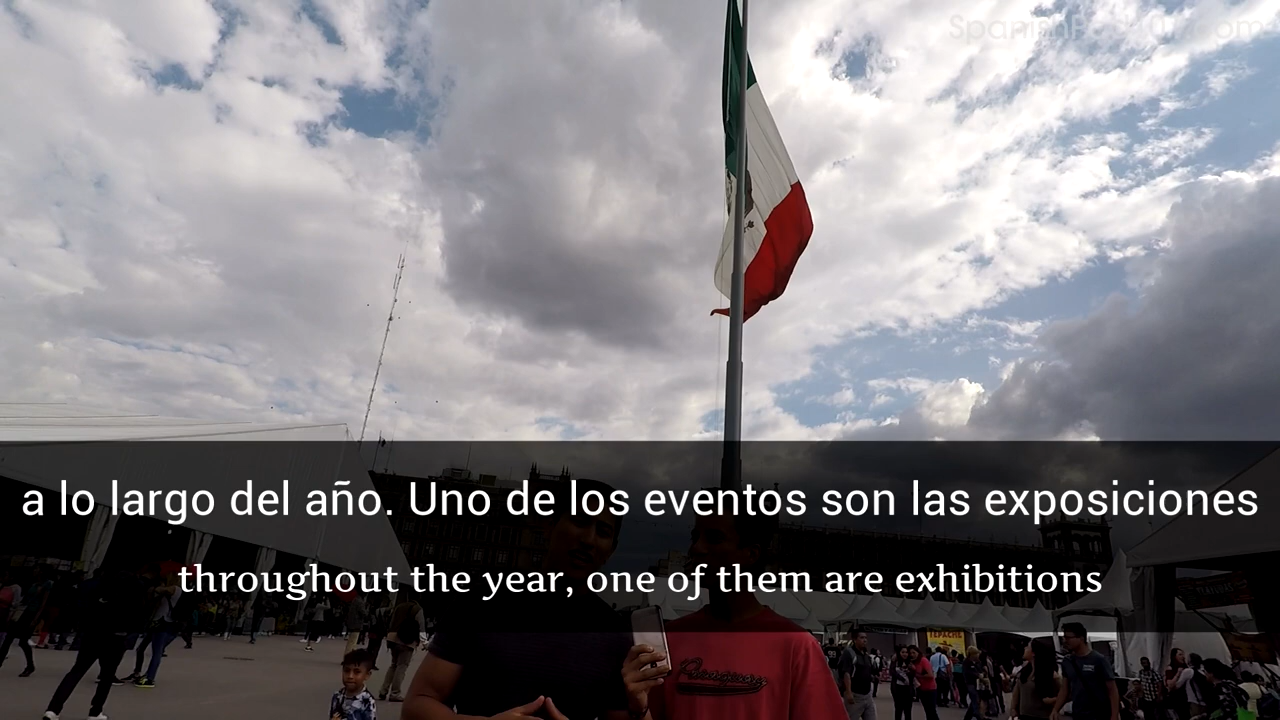 a lo largo del año. Uno de los eventos son las exposiciones
throughout the year, one of them are exhibitions
TEPACHE